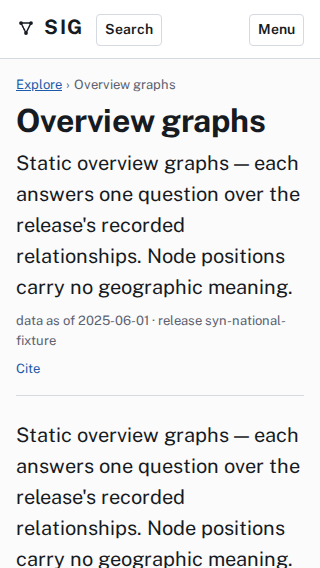 SIG Search Menu
Explore › Overview graphs
Overview graphs
Static overview graphs — each
answers one question over the
release's recorded
relationships. Node positions
carry no geographic meaning.
data as of 2025-06-01 · release syn-national-
fixture
Cite
Static overview graphs — each
answers one question over the
release's recorded
relationships. Node positions
carry no geographic meaning.